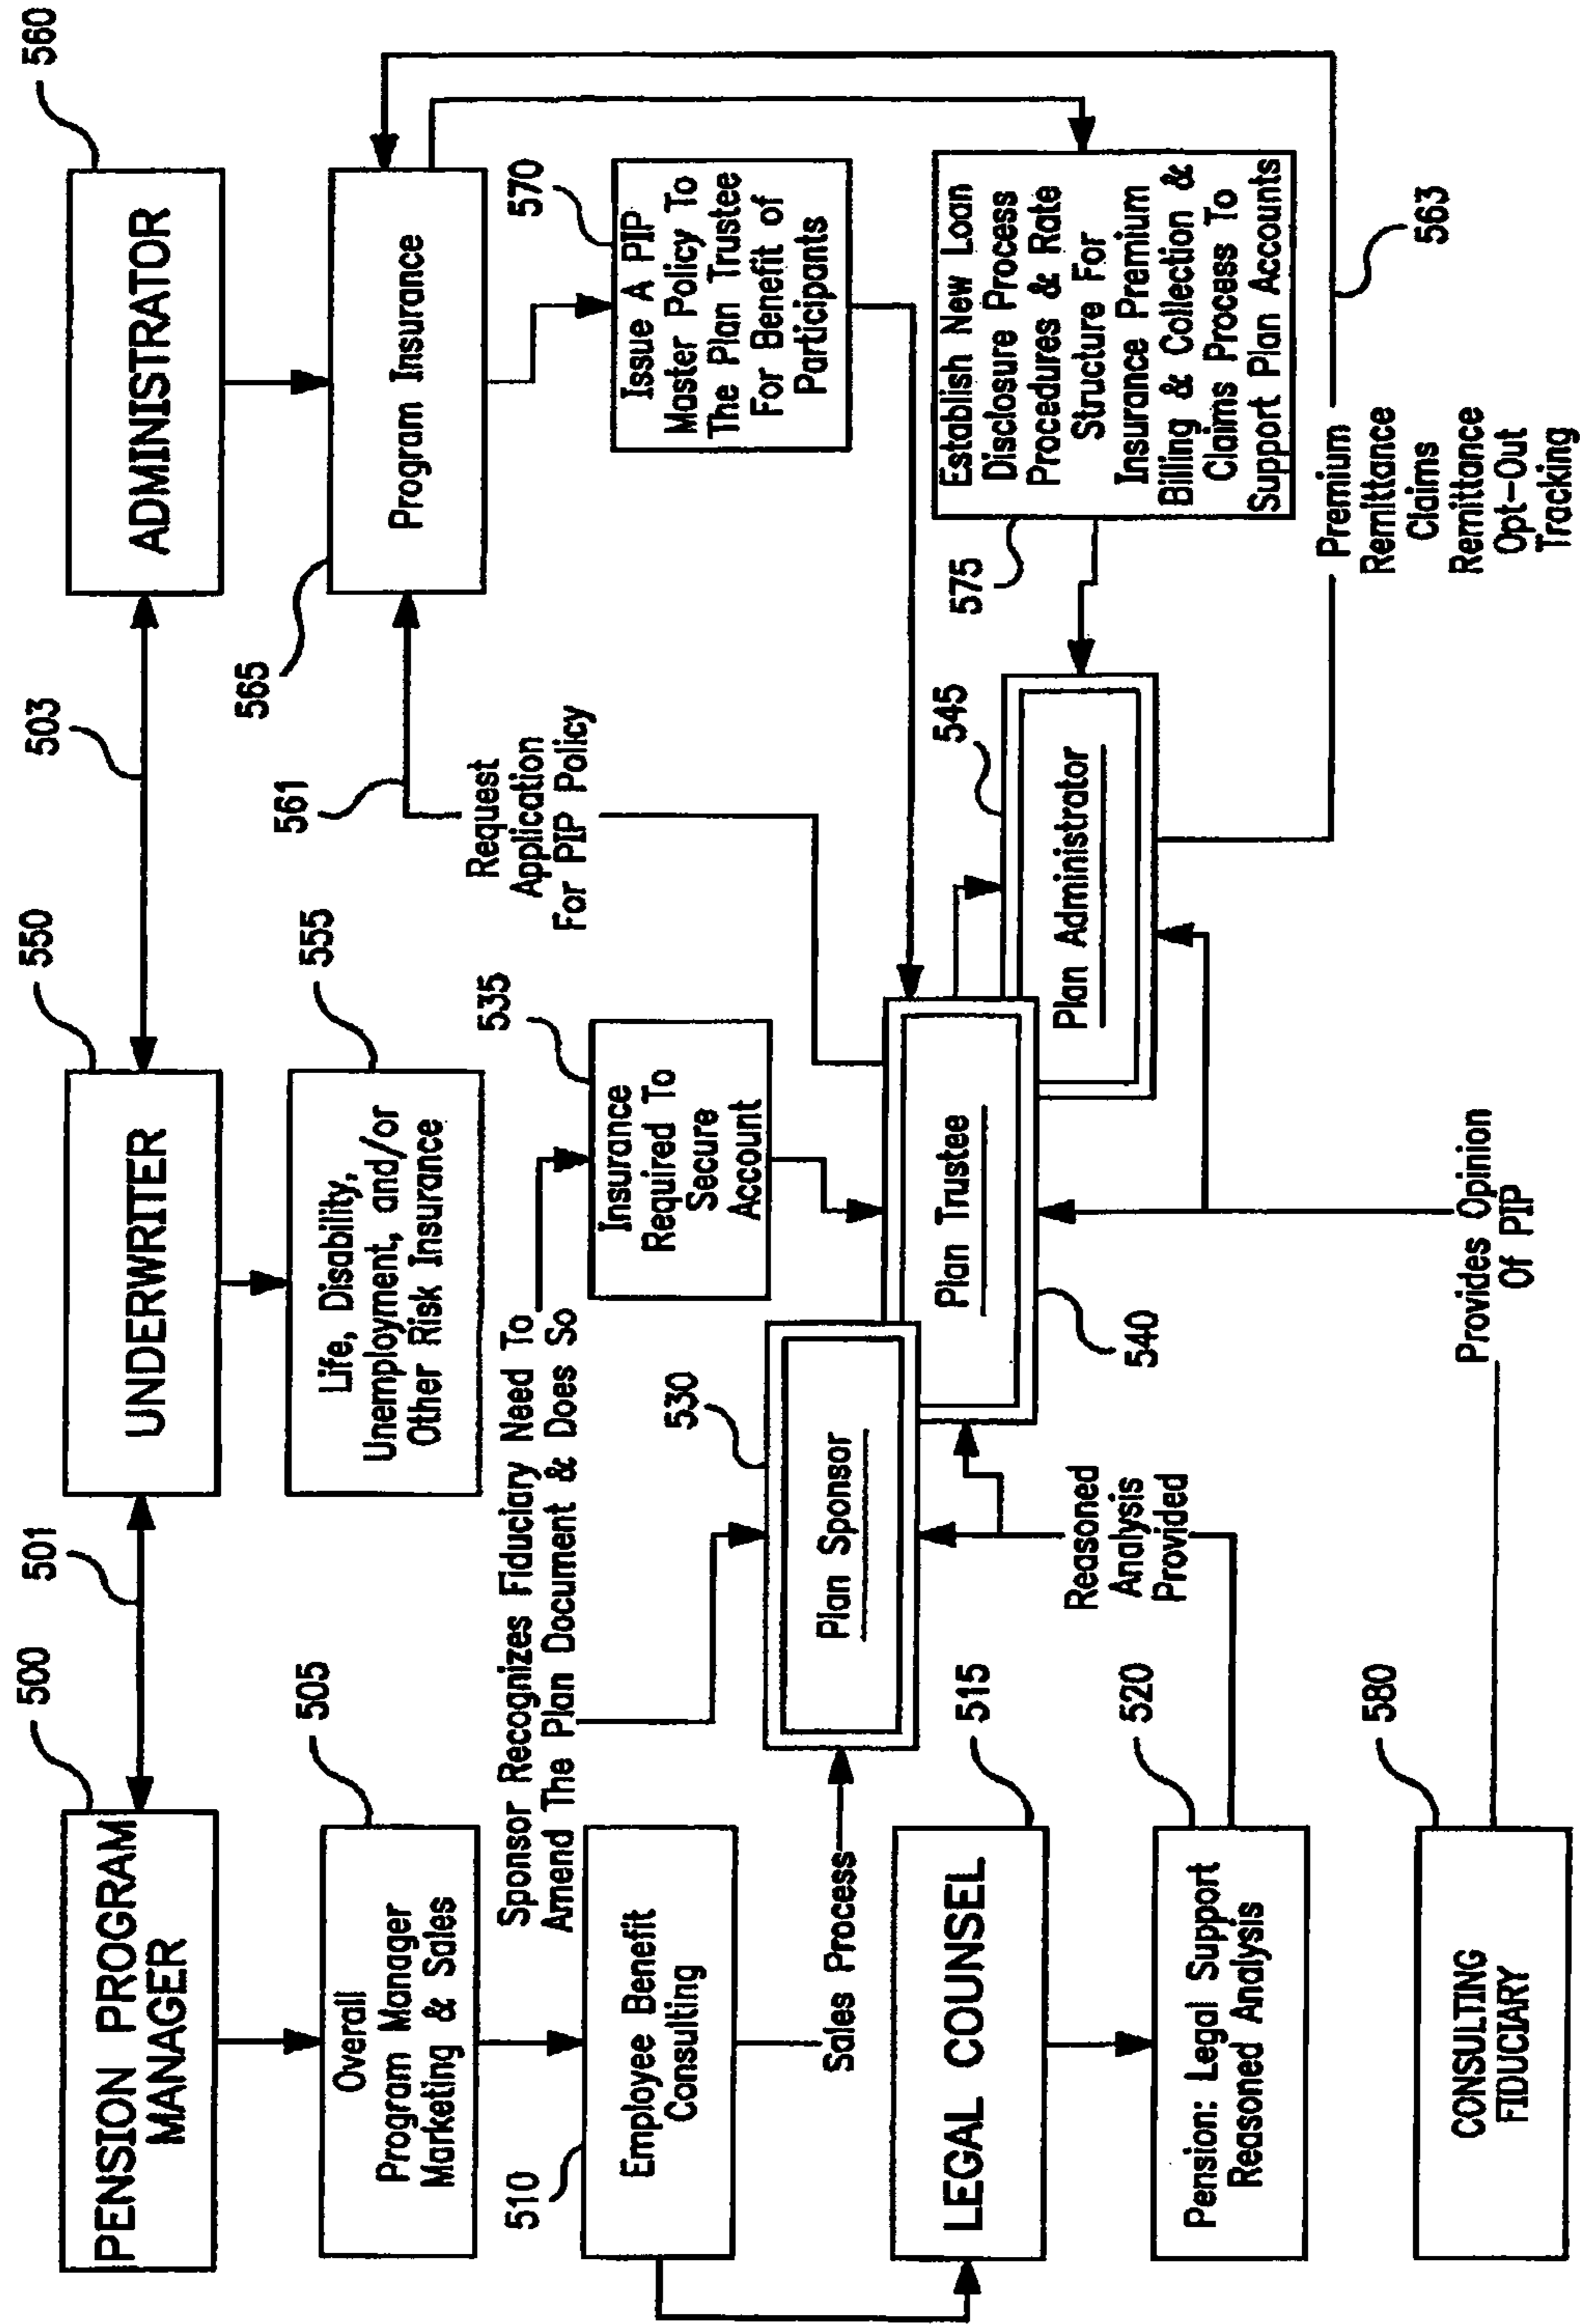 500
PENSION PROGRAM
MANAGER
501
550
UNDERWRITER
503
560
ADMINISTRATOR
505
Overall
Program Manager
Marketing & Sales
555
Life, Disability,
Unemployment, and/or
Other Risk Insurance
565
Program Insurance
561
Request
Application
For PIP Policy
Sponsor Recognizes Fiduciary Need To
Amend The Plan Document & Does So
510
Employee Benefit
Consulting
535
Insurance
Required To
Secure
Account
570
Issue A PIP
Master Policy To
The Plan Trustee
For Benefit of
Participants
Sales Process
530
Plan Sponsor
540
Plan Trustee
545
Plan Administrator
575
Establish New Loan
Disclosure Process
Procedures & Rate
Structure For
Insurance Premium
Billing & Collection &
Claims Process To
Support Plan Accounts
515
LEGAL COUNSEL
520
Pension: Legal Support
Reasoned Analysis
Reasoned
Analysis
Provided
Premium
Remittance
Claims
Remittance
Opt-Out
Tracking
563
580
CONSULTING
FIDUCIARY
Provides Opinion
Of PIP